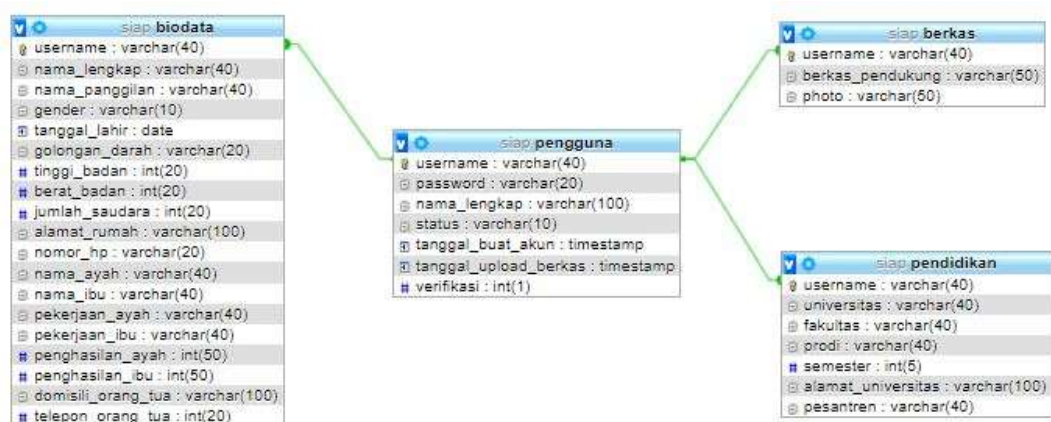 siap biodata
username : varchar(40)
nama_lengkap : varchar(40)
nama_panggilan : varchar(40)
gender : varchar(10)
tanggal_lahir : date
golongan_darah : varchar(20)
tinggi_badan : int(20)
berat_badan : int(20)
jumlah_saudara : int(20)
alamat_rumah : varchar(100)
nomor_hp : varchar(20)
nama_ayah : varchar(40)
nama_ibu : varchar(40)
pekerjaan_ayah : varchar(40)
pekerjaan_ibu : varchar(40)
penghasilan_ayah : int(50)
penghasilan_ibu : int(50)
domisili_orang_tua : varchar(100)
telepon_orang_tua : int(20)
siap pengguna
username : varchar(40)
password : varchar(20)
nama_lengkap : varchar(100)
status : varchar(10)
tanggal_buat_akun : timestamp
tanggal_upload_berkas : timestamp
verifikasi : int(1)
siap berkas
username : varchar(40)
berkas_pendukung : varchar(50)
photo : varchar(50)
siap pendidikan
username : varchar(40)
universitas : varchar(40)
fakultas : varchar(40)
prodi : varchar(40)
semester : int(5)
alamat_universitas : varchar(100)
pesantren : varchar(40)